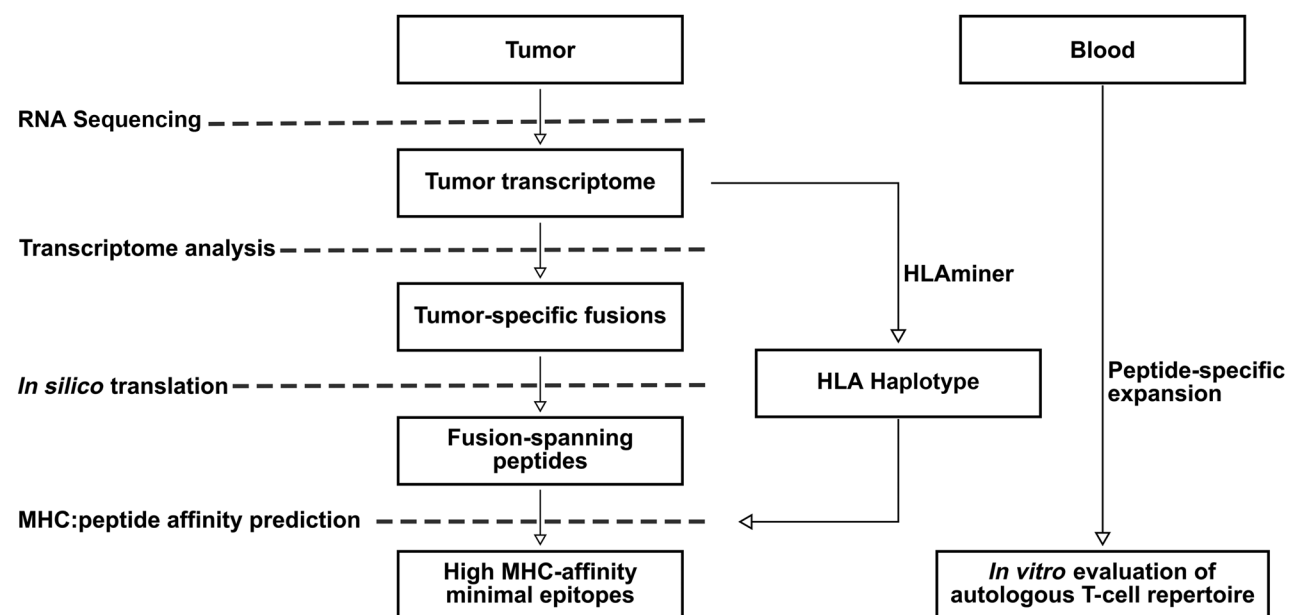 Tumor
Blood
RNA Sequencing
Tumor transcriptome
Transcriptome analysis
HLAminer
Tumor-specific fusions
In silico translation
HLA Haplotype
Peptide-specific
expansion
Fusion-spanning
peptides
MHC:peptide affinity prediction
High MHC-affinity
minimal epitopes
In vitro evaluation of
autologous T-cell repertoire